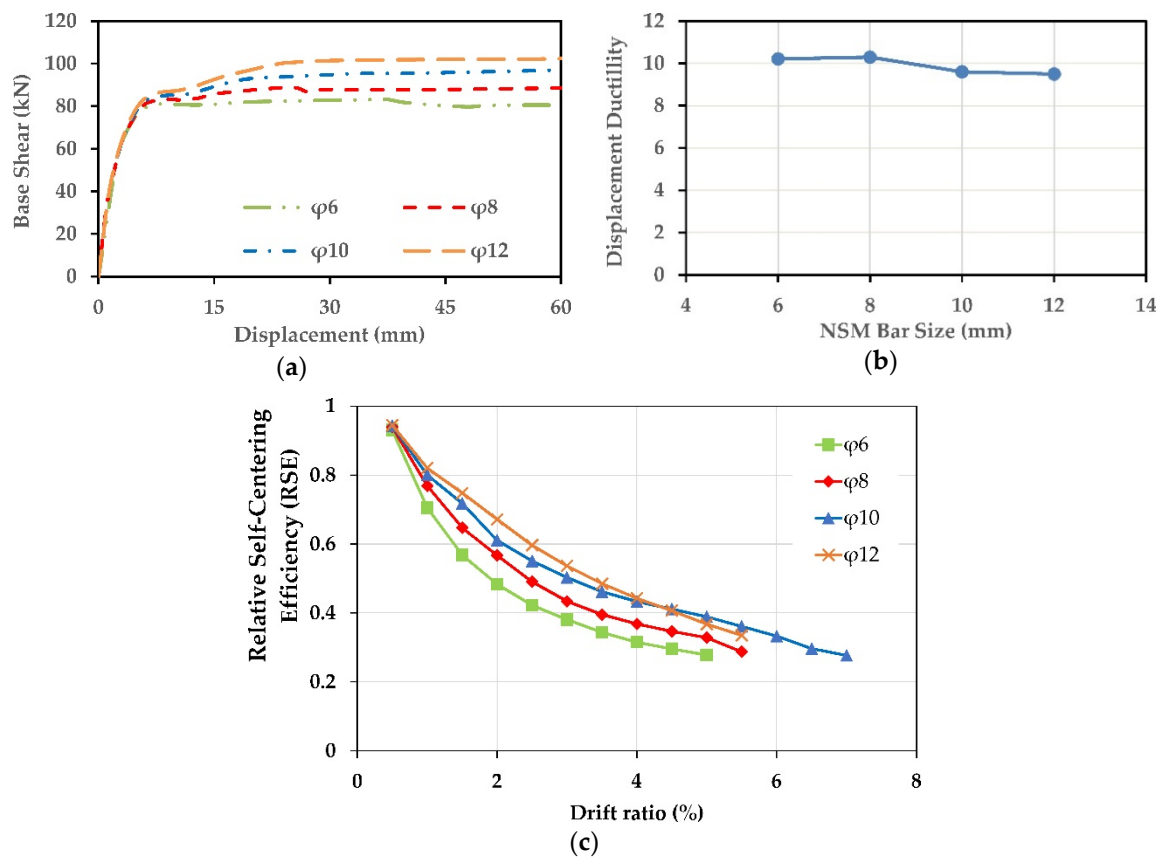 120
100
80
60
40
20
0
Base Shear (kN)
φ6
φ8
φ10
φ12
0
15
30
45
60
Displacement (mm)
(a)
12
10
8
6
4
2
0
Displacement Ductillity
4
6
8
10
12
14
NSM Bar Size (mm)
(b)
1
0.8
0.6
0.4
0.2
0
Relative Self-Centering
Efficiency (RSE)
φ6
φ8
φ10
φ12
0
2
4
6
8
Drift ratio (%)
(c)